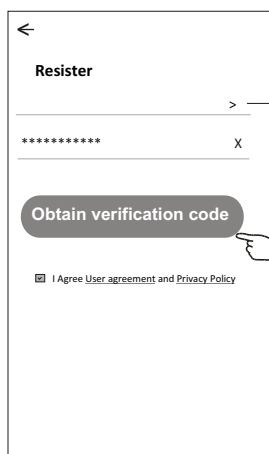 Resister
>
*********** X
Obtain verification code
I Agree User agreement and Privacy Policy